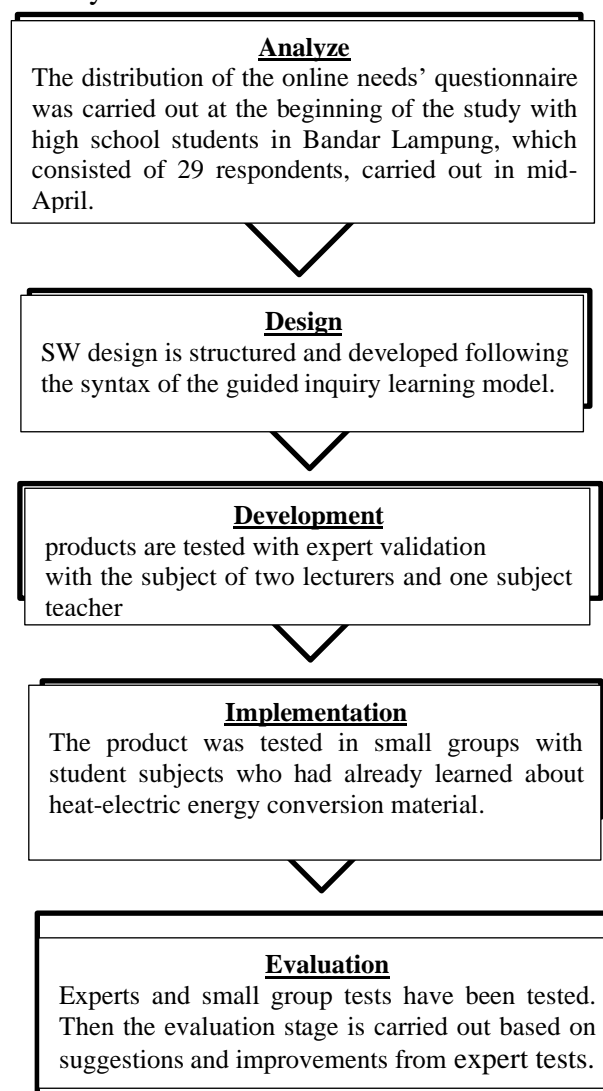 Analyze
The distribution of the online needs’ questionnaire
was carried out at the beginning of the study with
high school students in Bandar Lampung, which
consisted of 29 respondents, carried out in mid-
April.
Design
SW design is structured and developed following
the syntax of the guided inquiry learning model.
Development
products are tested with expert validation
with the subject of two lecturers and one subject
teacher
Implementation
The product was tested in small groups with
student subjects who had already learned about
heat-electric energy conversion material.
Evaluation
Experts and small group tests have been tested.
Then the evaluation stage is carried out based on
suggestions and improvements from expert tests.